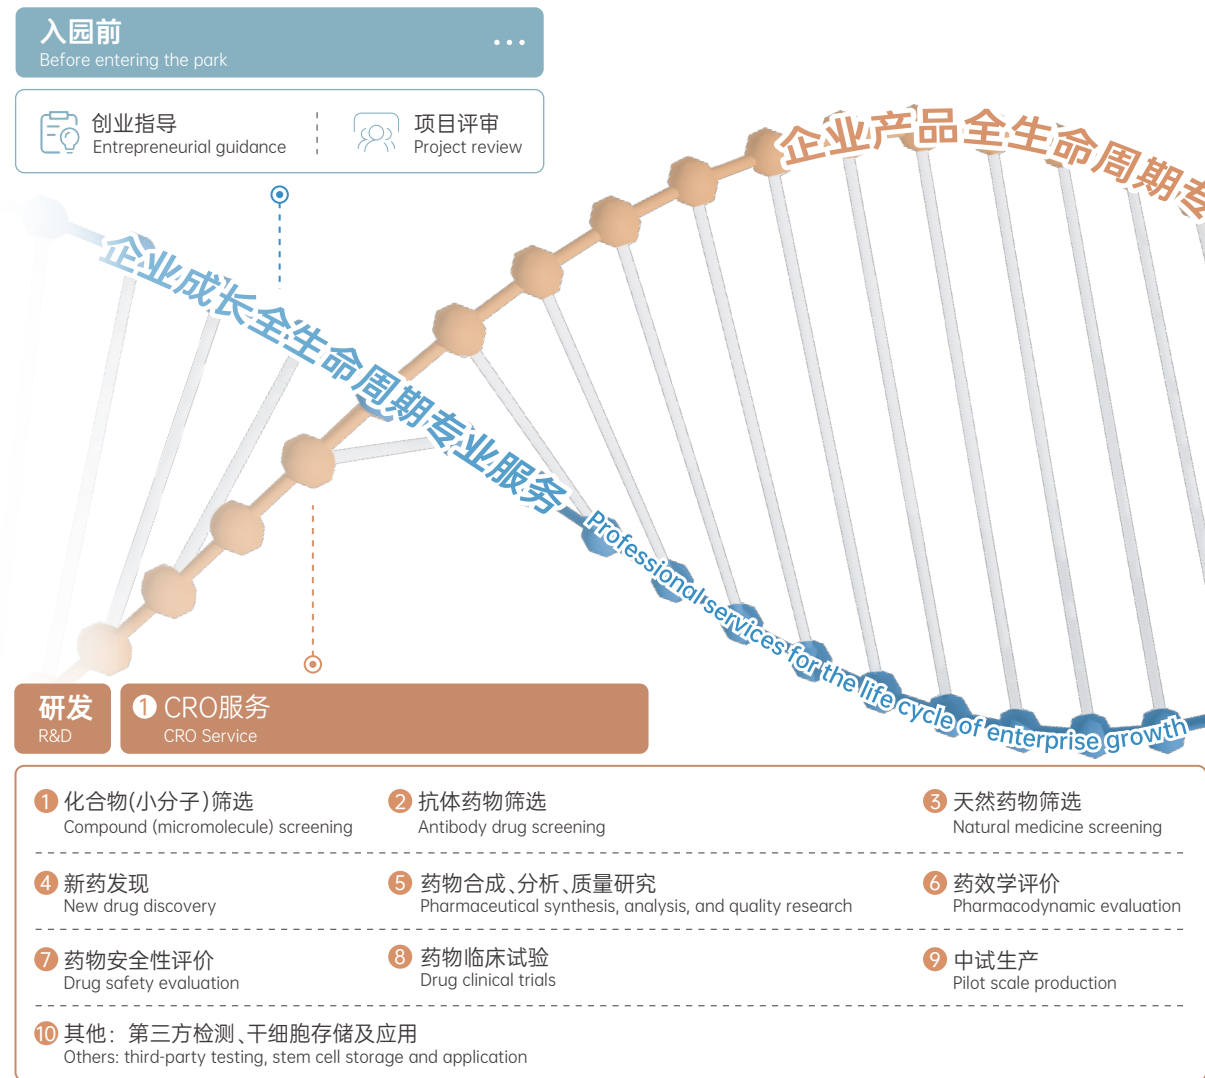 入园前
Before entering the park
...
创业指导
Entrepreneurial guidance
项目评审
Project review
企业产品全生命周期专
企业成长全生命周期专业服务
Professional services for the life cycle of enterprise growth
研发
R&D
1 CRO服务
CRO Service
1 化合物(小分子)筛选
Compound (micromolecule) screening
2 抗体药物筛选
Antibody drug screening
3 天然药物筛选
Natural medicine screening
4 新药发现
New drug discovery
5 药物合成、分析、质量研究
Pharmaceutical synthesis, analysis, and quality research
6 药效学评价
Pharmacodynamic evaluation
7 药物安全性评价
Drug safety evaluation
8 药物临床试验
Drug clinical trials
9 中试生产
Pilot scale production
10 其他：第三方检测、干细胞存储及应用
Others: third-party testing, stem cell storage and application